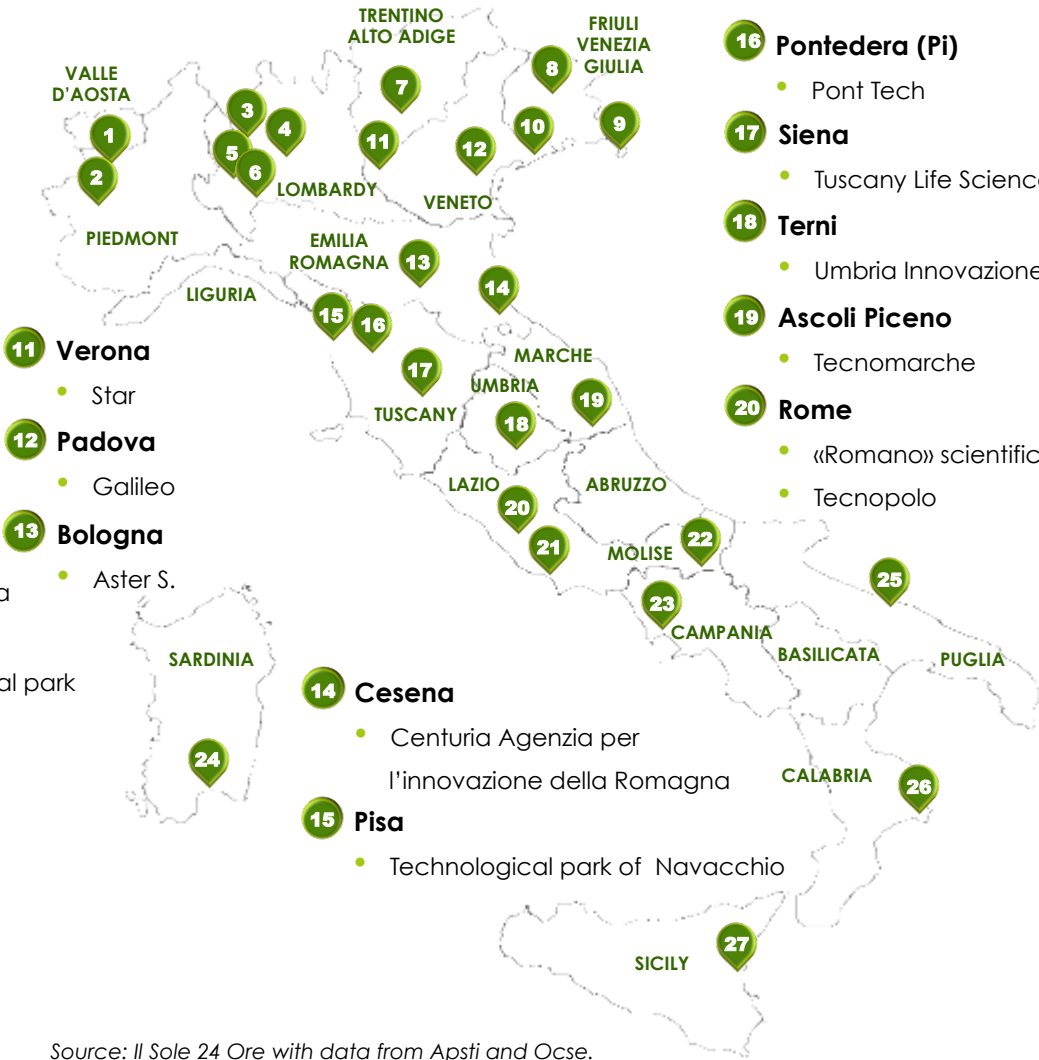 TRENTINO
ALTO ADIGE
FRIULI
VENEZIA
GIULIA
VALLE
D'AOSTA
1
2
3
4
5
6
7
8
9
10
11
12
LOMBARDY
VENETO
PIEDMONT
EMILIA
ROMAGNA
13
LIGURIA
14
15
16
17
MARCHE
UMBRIA
TUSCANY
18
19
LAZIO
ABRUZZO
20
21
MOLISE
22
23
25
CAMPANIA
BASILICATA
PUGLIA
SARDINIA
24
CALABRIA
26
SICILY
27
11 Verona
• Star
12 Padova
• Galileo
13 Bologna
• Aster S.
a
al park
14 Cesena
• Centuria Agenzia per
l'innovazione della Romagna
15 Pisa
• Technological park of Navacchio
16 Pontedera (Pi)
• Pont Tech
17 Siena
• Tuscany Life Scienc
18 Terni
• Umbria Innovazione
19 Ascoli Piceno
• Tecnomarche
20 Rome
• «Romano» scientific
• Tecnopolo
Source: Il Sole 24 Ore with data from Apsti and Ocse.